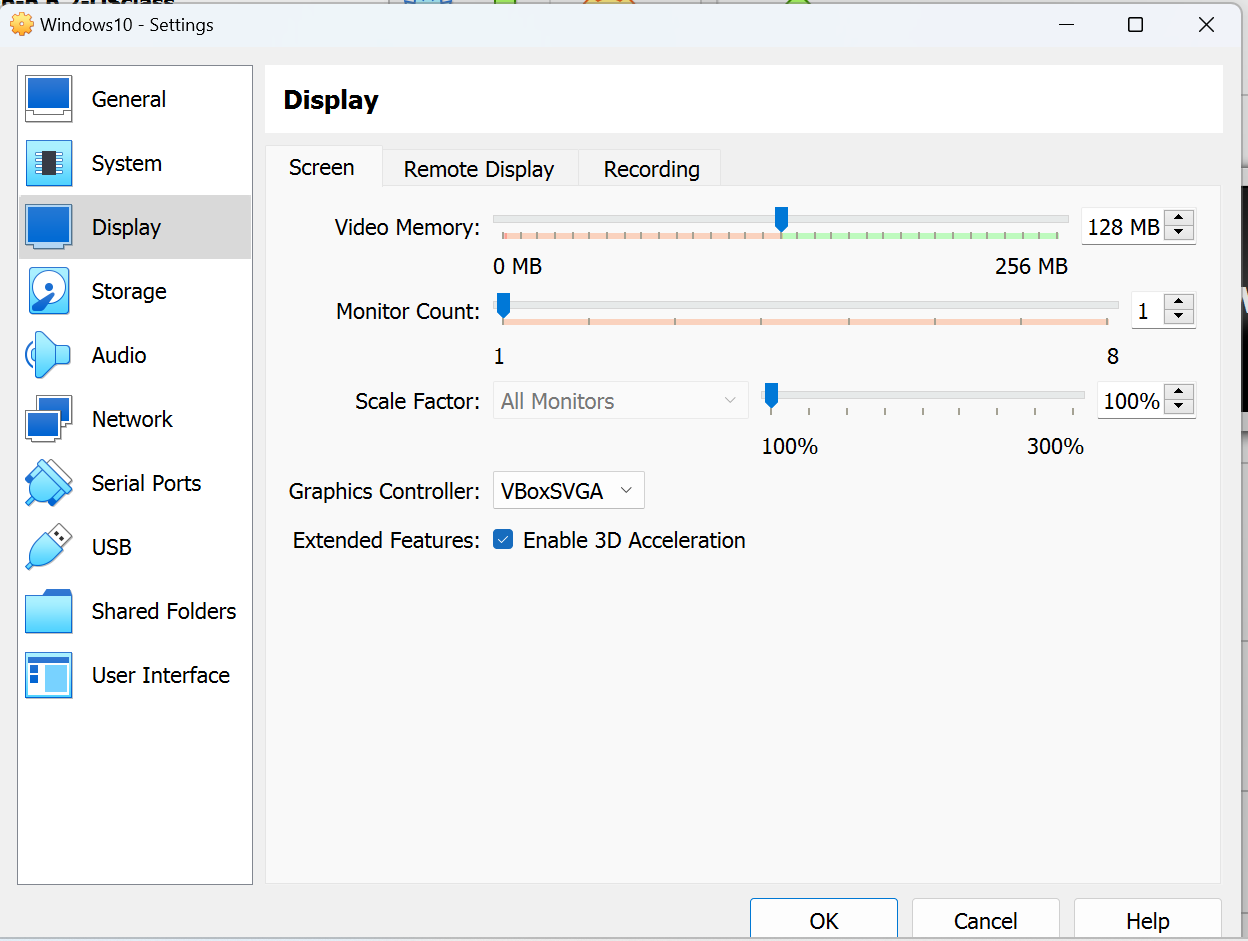 Windows10 - Settings
General
System
Display
Storage
Audio
Network
Serial Ports
USB
Shared Folders
User Interface
Display
Screen Remote Display Recording
Video Memory: 128 MB
0 MB 256 MB
Monitor Count: 1
1 8
Scale Factor: All Monitors 100%
100% 300%
Graphics Controller: VBoxSVGA
Extended Features: Enable 3D Acceleration
OK Cancel Help